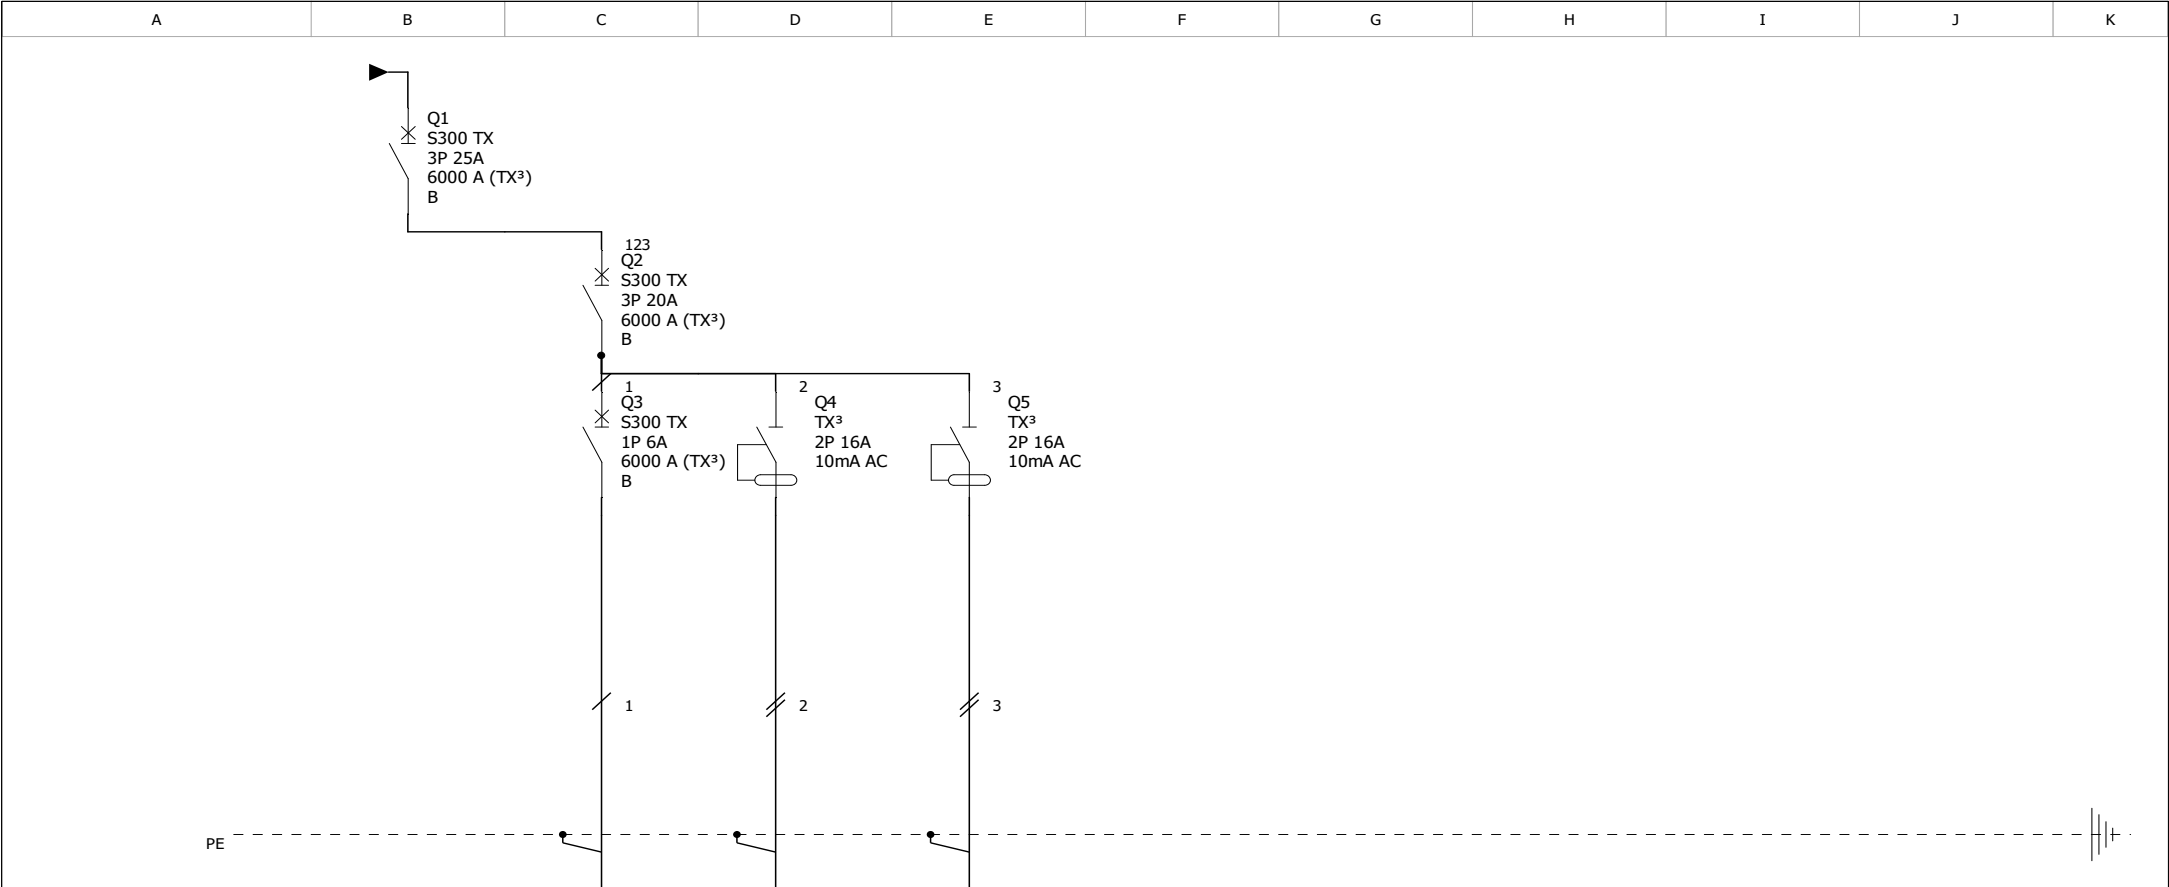 A B C D E F G H I J K
Q1
S300 TX
3P 25A
6000 A (TX³)
B
123
Q2
S300 TX
3P 20A
6000 A (TX³)
B
1
Q3
S300 TX
1P 6A
6000 A (TX³)
B
2
Q4
TX³
2P 16A
10mA AC
3
Q5
TX³
2P 16A
10mA AC
1
2
3
PE